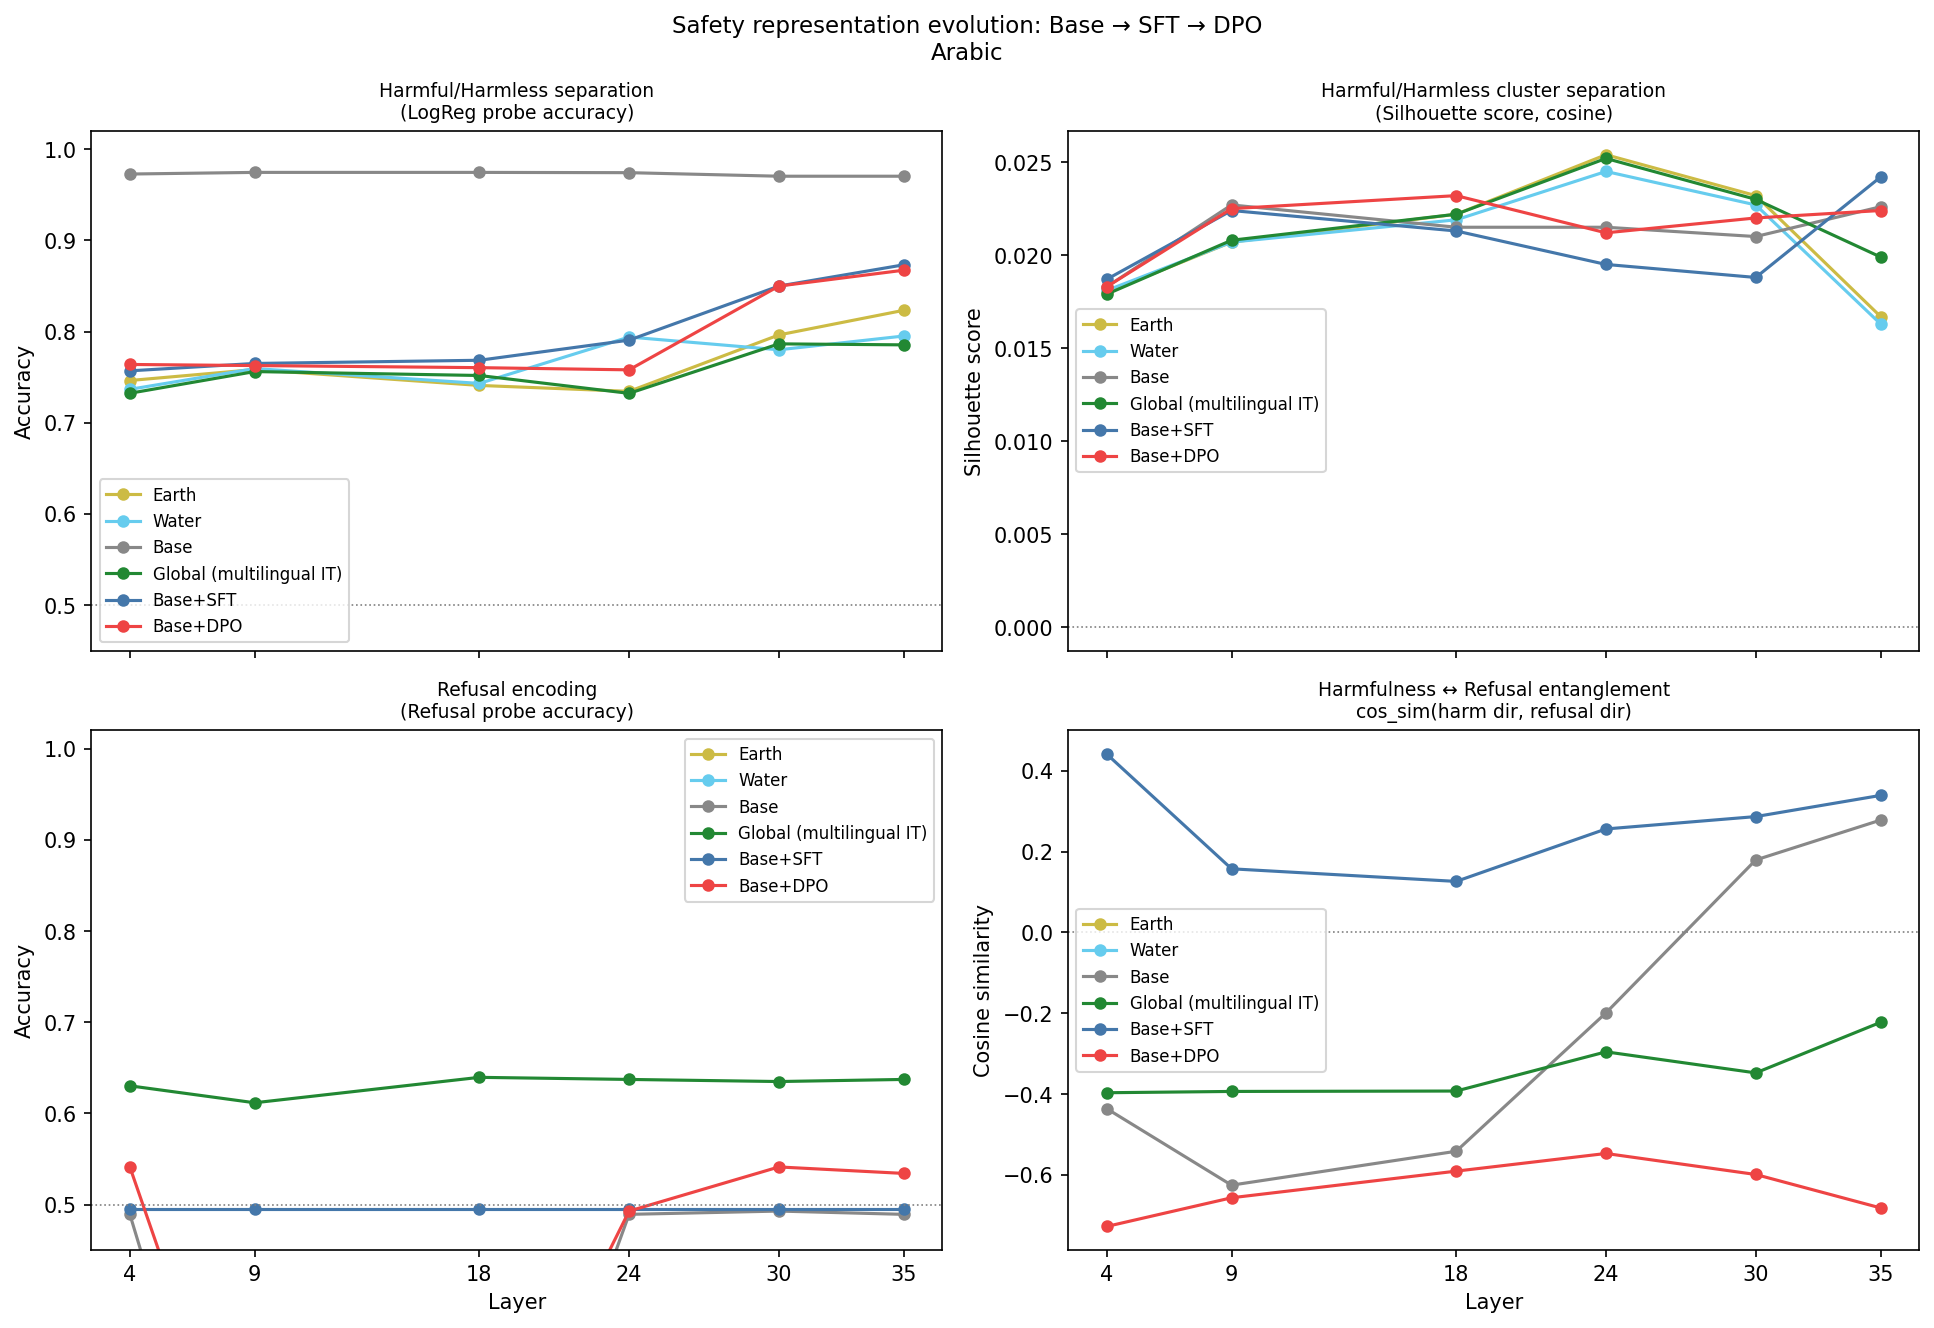 Safety representation evolution: Base → SFT → DPO
Arabic
Harmful/Harmless separation
(LogReg probe accuracy)
Accuracy
1.0
0.9
0.8
0.7
0.6
0.5
Earth
Water
Base
Global (multilingual IT)
Base+SFT
Base+DPO
Harmful/Harmless cluster separation
(Silhouette score, cosine)
Silhouette score
0.025
0.020
0.015
0.010
0.005
0.000
Earth
Water
Base
Global (multilingual IT)
Base+SFT
Base+DPO
Refusal encoding
(Refusal probe accuracy)
Accuracy
1.0
0.9
0.8
0.7
0.6
0.5
Earth
Water
Base
Global (multilingual IT)
Base+SFT
Base+DPO
4 9 18 24 30 35
Layer
Harmfulness ↔ Refusal entanglement
cos_sim(harm dir, refusal dir)
Cosine similarity
0.4
0.2
0.0
−0.2
−0.4
−0.6
Earth
Water
Base
Global (multilingual IT)
Base+SFT
Base+DPO
4 9 18 24 30 35
Layer